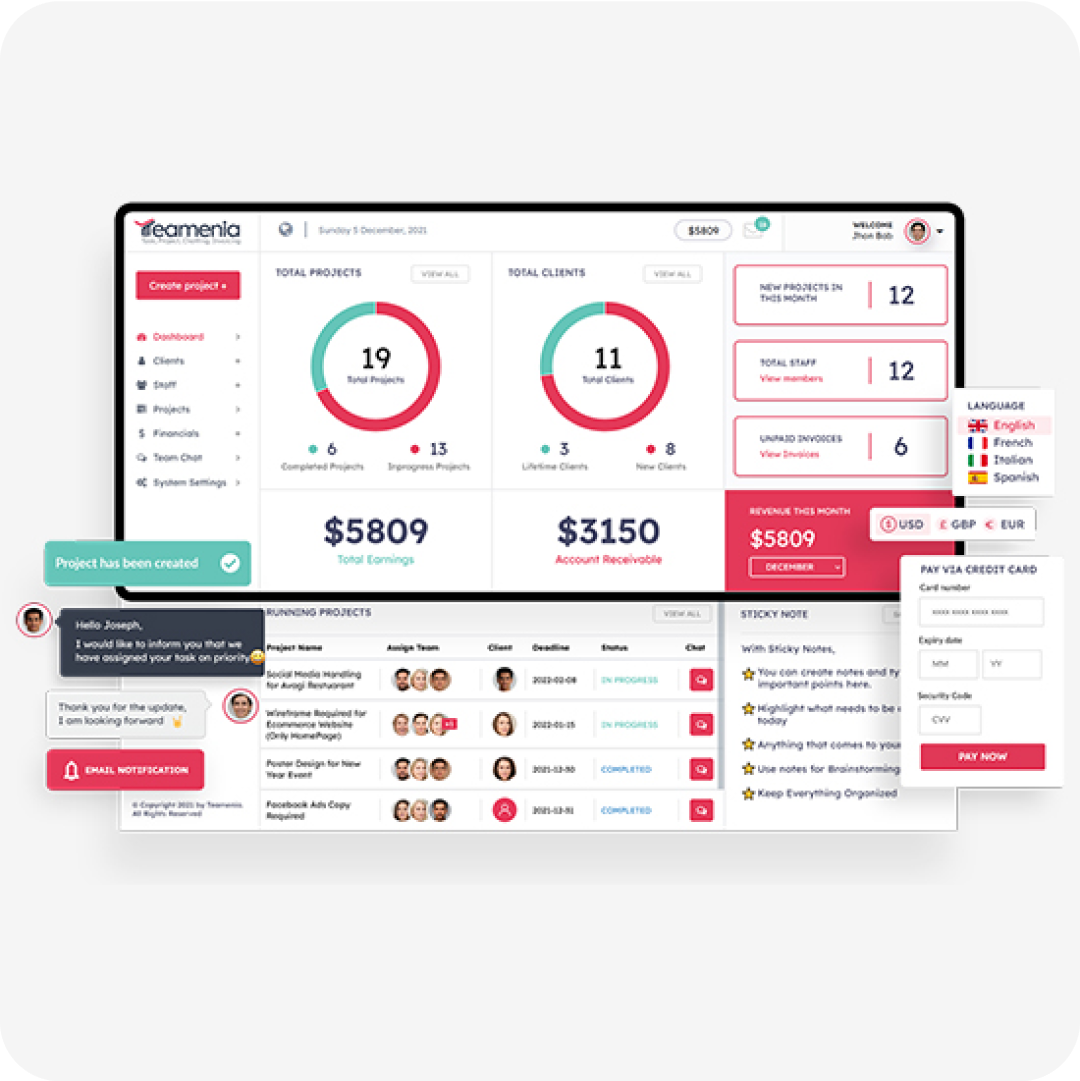 Teamenia
Task, Project, Chatting, Invoicing
Sunday 5 December, 2021
$5809
WELCOME
Jhon Bob
Create project +
Dashboard
Clients
Staff
Projects
Financials
Team Chat
System Settings
TOTAL PROJECTS
VIEW ALL
19
Total Projects
6
Completed Projects
13
Inprogress Projects
TOTAL CLIENTS
VIEW ALL
11
Total Clients
3
Lifetime Clients
8
New Clients
NEW PROJECTS IN
THIS MONTH
12
TOTAL STAFF
View members
12
UNPAID INVOICES
View Invoices
6
$5809
Total Earnings
$3150
Account Receivable
REVENUE THIS MONTH
$5809
DECEMBER
LANGUAGE
English
French
Italian
Spanish
$ USD
£ GBP
€ EUR
PAY VIA CREDIT CARD
Card number
xxxx xxxx xxxx xxxx
Expiry date
MM
YY
Security Code
CVV
PAY NOW
Project has been created
Hello Joseph,
I would like to inform you that we
have assigned your task on priority
Thank you for the update,
I am looking forward
EMAIL NOTIFICATION
© Copyright 2021 by Teamenia.
All Rights Reserved
RUNNING PROJECTS
VIEW ALL
Project Name Assign Team Client Deadline Status Chat
Social Media Handling
for Avagi Restuarant
2022-02-08
IN PROGRESS
Wireframe Required for
Ecommerce Website
(Only HomePage)
2022-01-15
IN PROGRESS
Poster Design for New
Year Event
2021-12-30
COMPLETED
Facebook Ads Copy
Required
2021-12-31
COMPLETED
STICKY NOTE
With Sticky Notes,
You can create notes and ty
important points here.
Highlight what needs to be
today
Anything that comes to your
Use notes for Brainstorming
Keep Everything Organized